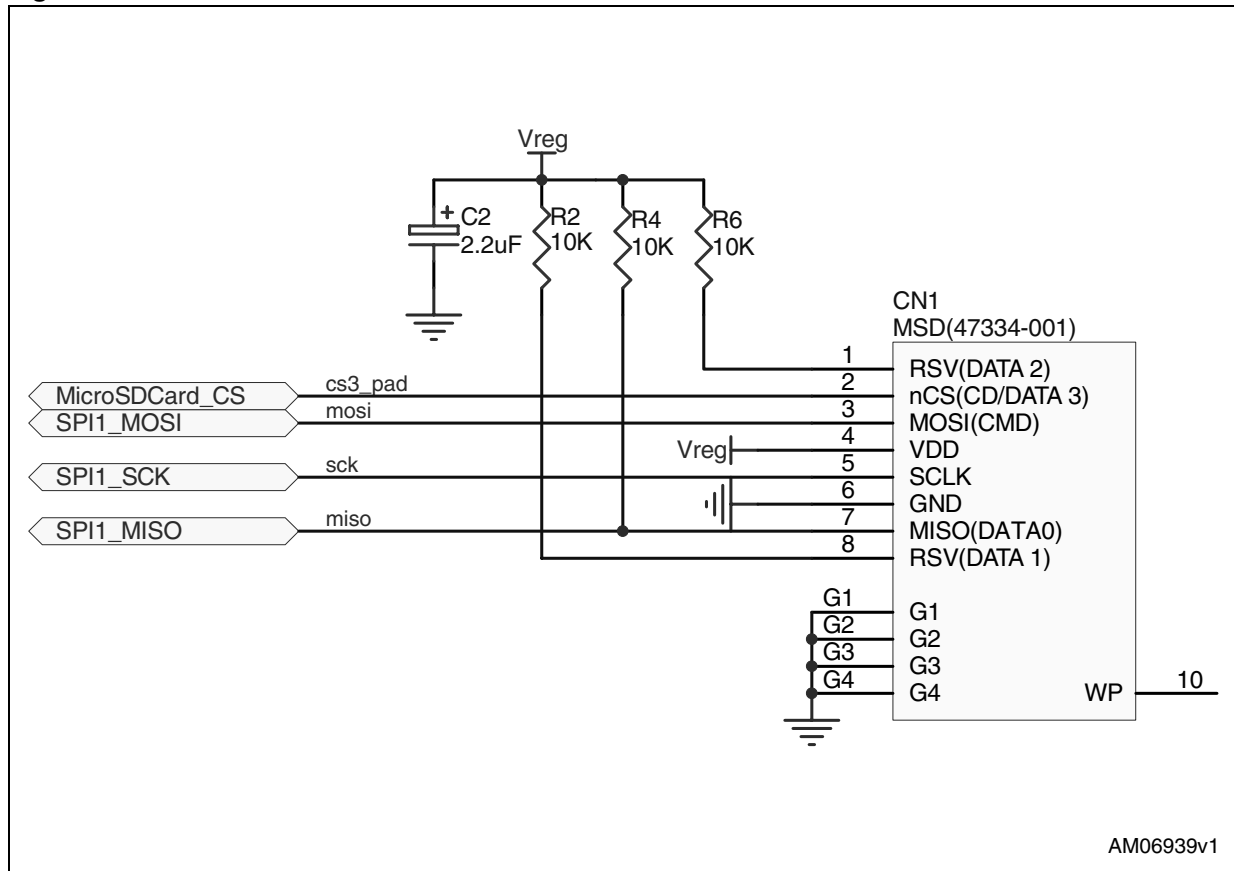 Vreg
+ C2
2.2uF
R2
10K
R4
10K
R6
10K
CN1
MSD(47334-001)
MicroSDCard_CS
cs3_pad
SPI1_MOSI
mosi
Vreg
SPI1_SCK
sck
SPI1_MISO
miso
1 RSV(DATA 2)
2 nCS(CD/DATA 3)
3 MOSI(CMD)
4 VDD
5 SCLK
6 GND
7 MISO(DATA0)
8 RSV(DATA 1)
G1 G1
G2 G2
G3 G3
G4 G4
WP 10
AM06939v1